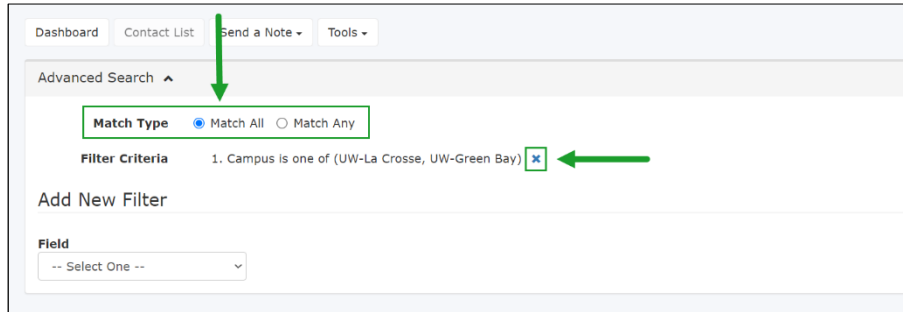 Dashboard Contact List Send a Note Tools
Advanced Search
Match Type Match All Match Any
Filter Criteria 1. Campus is one of (UW-La Crosse, UW-Green Bay)
Add New Filter
Field
-- Select One --